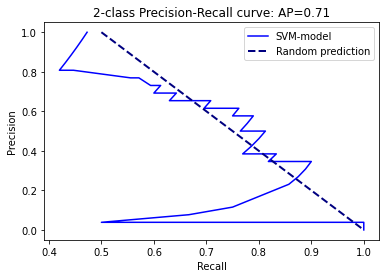 2-class Precision-Recall curve: AP=0.71
SVM-model
Random prediction
1.0
0.8
0.6
0.4
0.2
0.0
Precision
0.4
0.5
0.6
0.7
0.8
0.9
1.0
Recall